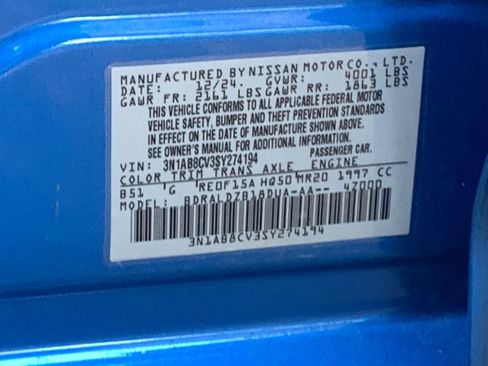 MANUFACTURED BY NISSAN MOTOR CO., LTD.
DATE: 12/24. GVWR: 4001 LBS
GAWR FR: 2161 LBS GAWR RR: 1863 LBS
THIS VEHICLE CONFORMS TO ALL APPLICABLE FEDERAL MOTOR
VEHICLE SAFETY, BUMPER AND THEFT PREVENTION STANDARDS
IN EFFECT ON THE DATE OF MANUFACTURE SHOWN ABOVE.
SEE OWNER'S MANUAL FOR ADDITIONAL INFORMATION
VIN: 3N1AB8CV3SY274194 PASSENGER CAR.
COLOR TRIM TRANS AXLE ENGINE
B51 G RE0F15A HQ50 MR20 1997 CC
MODEL: BDRALDZB18DUA-AA-- 4Z000
3N1AB8CV3SY274194